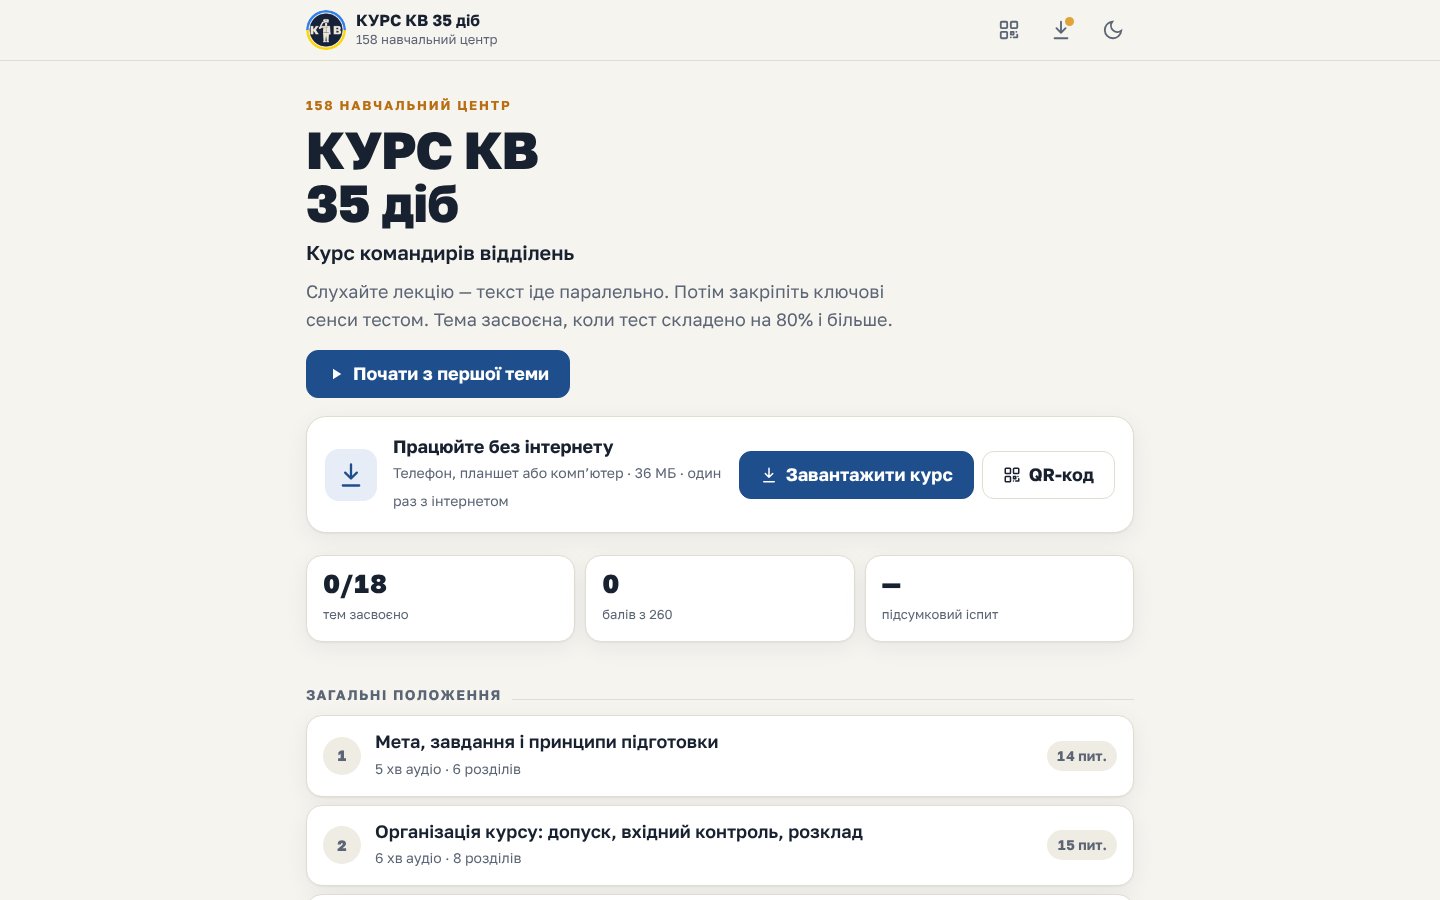 КТВ
КУРС КВ 35 діб
158 навчальний центр
158 НАВЧАЛЬНИЙ ЦЕНТР
КУРС КВ
35 діб
Курс командирів відділень
Слухайте лекцію — текст іде паралельно. Потім закріпіть ключові
сенси тестом. Тема засвоєна, коли тест складено на 80% і більше.
Почати з першої теми
Працюйте без інтернету
Телефон, планшет або комп’ютер · 36 МБ · один
раз з інтернетом
Завантажити курс
QR-код
0/18
тем засвоєно
0
балів з 260
—
підсумковий іспит
ЗАГАЛЬНІ ПОЛОЖЕННЯ
1
Мета, завдання і принципи підготовки
5 хв аудіо · 6 розділів
14 пит.
2
Організація курсу: допуск, вхідний контроль, розклад
6 хв аудіо · 8 розділів
15 пит.